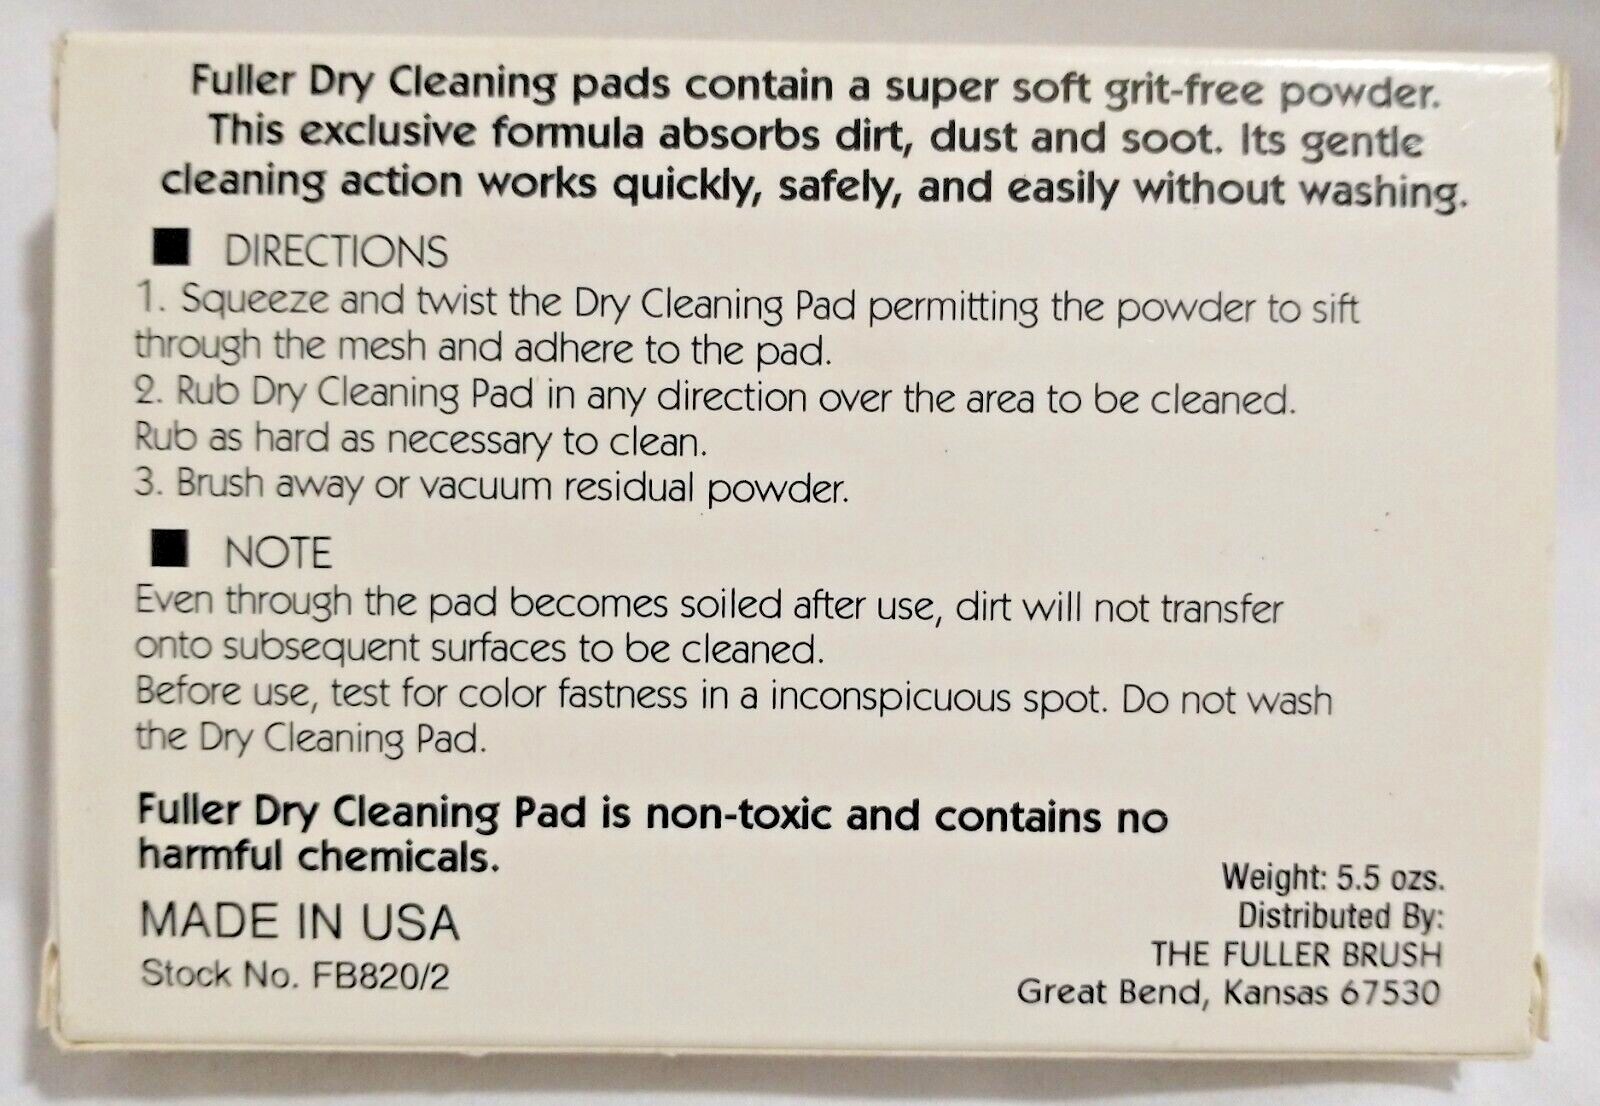 Fuller Dry Cleaning pads contain a super soft grit-free powder.
This exclusive formula absorbs dirt, dust and soot. Its gentle
cleaning action works quickly, safely, and easily without washing.
■ DIRECTIONS
1. Squeeze and twist the Dry Cleaning Pad permitting the powder to sift
through the mesh and adhere to the pad.
2. Rub Dry Cleaning Pad in any direction over the area to be cleaned.
Rub as hard as necessary to clean.
3. Brush away or vacuum residual powder.
■ NOTE
Even through the pad becomes soiled after use, dirt will not transfer
onto subsequent surfaces to be cleaned.
Before use, test for color fastness in a inconspicuous spot. Do not wash
the Dry Cleaning Pad.
Fuller Dry Cleaning Pad is non-toxic and contains no
harmful chemicals.
MADE IN USA
Stock No. FB820/2
Weight: 5.5 ozs.
Distributed By:
THE FULLER BRUSH
Great Bend, Kansas 67530